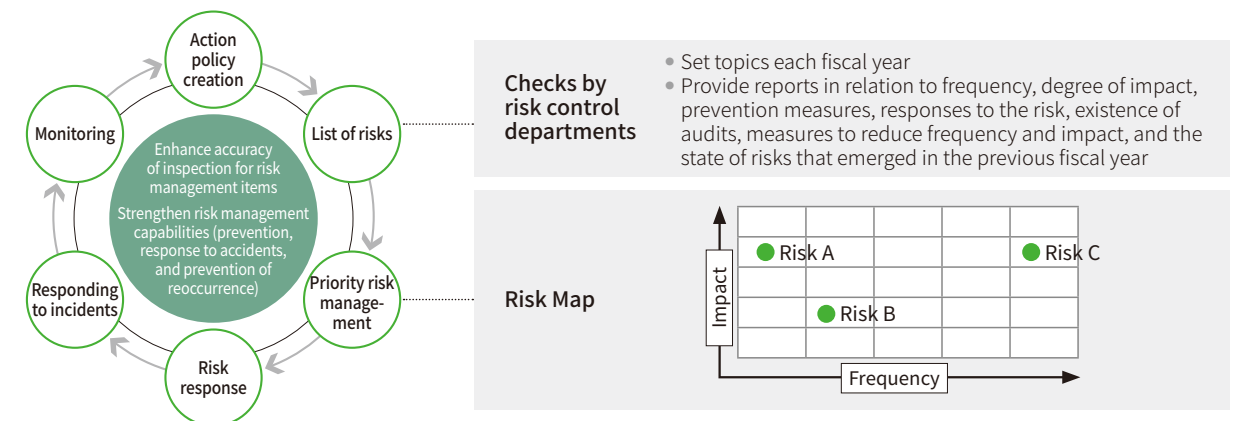 Action
policy
creation
List of risks
Priority risk
manage-
ment
Risk
response
Responding
to incidents
Monitoring
Enhance accuracy
of inspection for risk
management items
Strengthen risk management
capabilities (prevention,
response to accidents,
and prevention of
reoccurrence)
Checks by
risk control
departments
• Set topics each fiscal year
• Provide reports in relation to frequency, degree of impact,
prevention measures, responses to the risk, existence of
audits, measures to reduce frequency and impact, and the
state of risks that emerged in the previous fiscal year
Risk Map
Impact
Risk A
Risk C
Risk B
Frequency